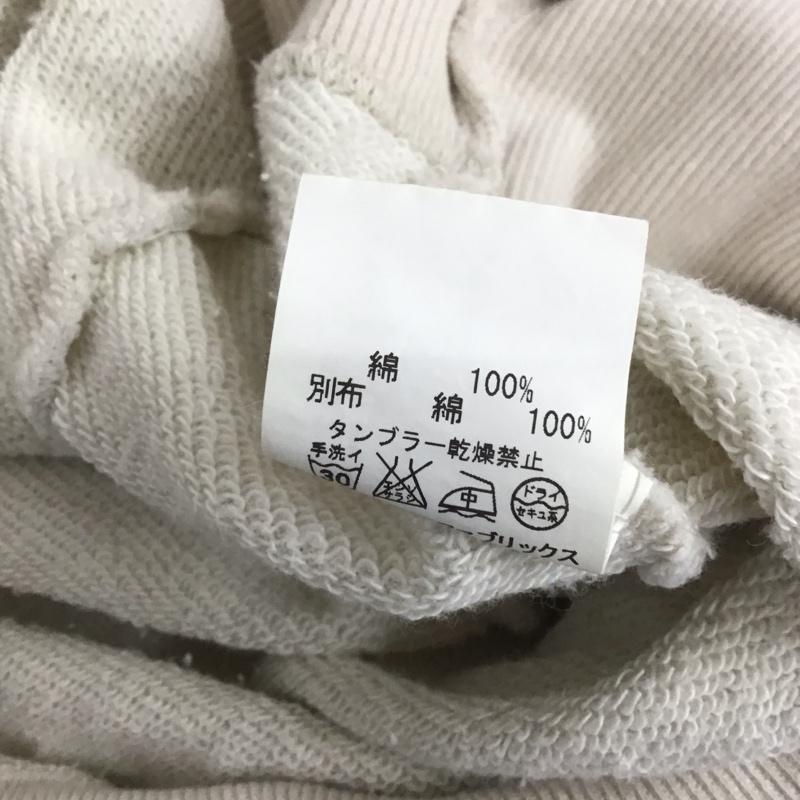 綿 100%
別布 綿 100%
タンブラー乾燥禁止
手洗イ
30 エンソ サラシ 中 ドライ セキユ系
ブリックス